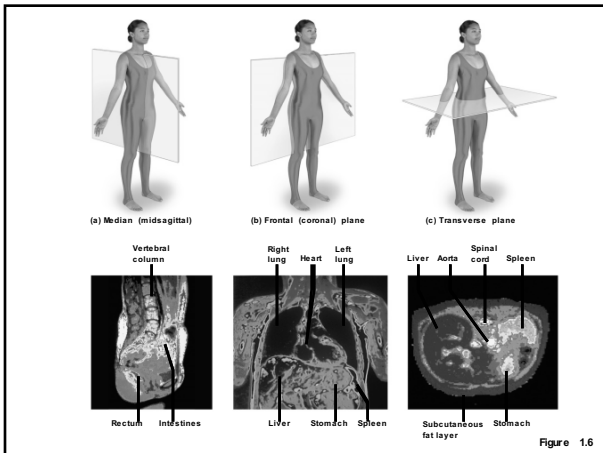 (a) Median (midsagittal)
(b) Frontal (coronal) plane
(c) Transverse plane
Vertebral
column
Rectum
Intestines
Right
lung
Heart
Left
lung
Liver
Stomach
Spleen
Liver
Aorta
Spinal
cord
Spleen
Subcutaneous
fat layer
Stomach
Figure 1.6